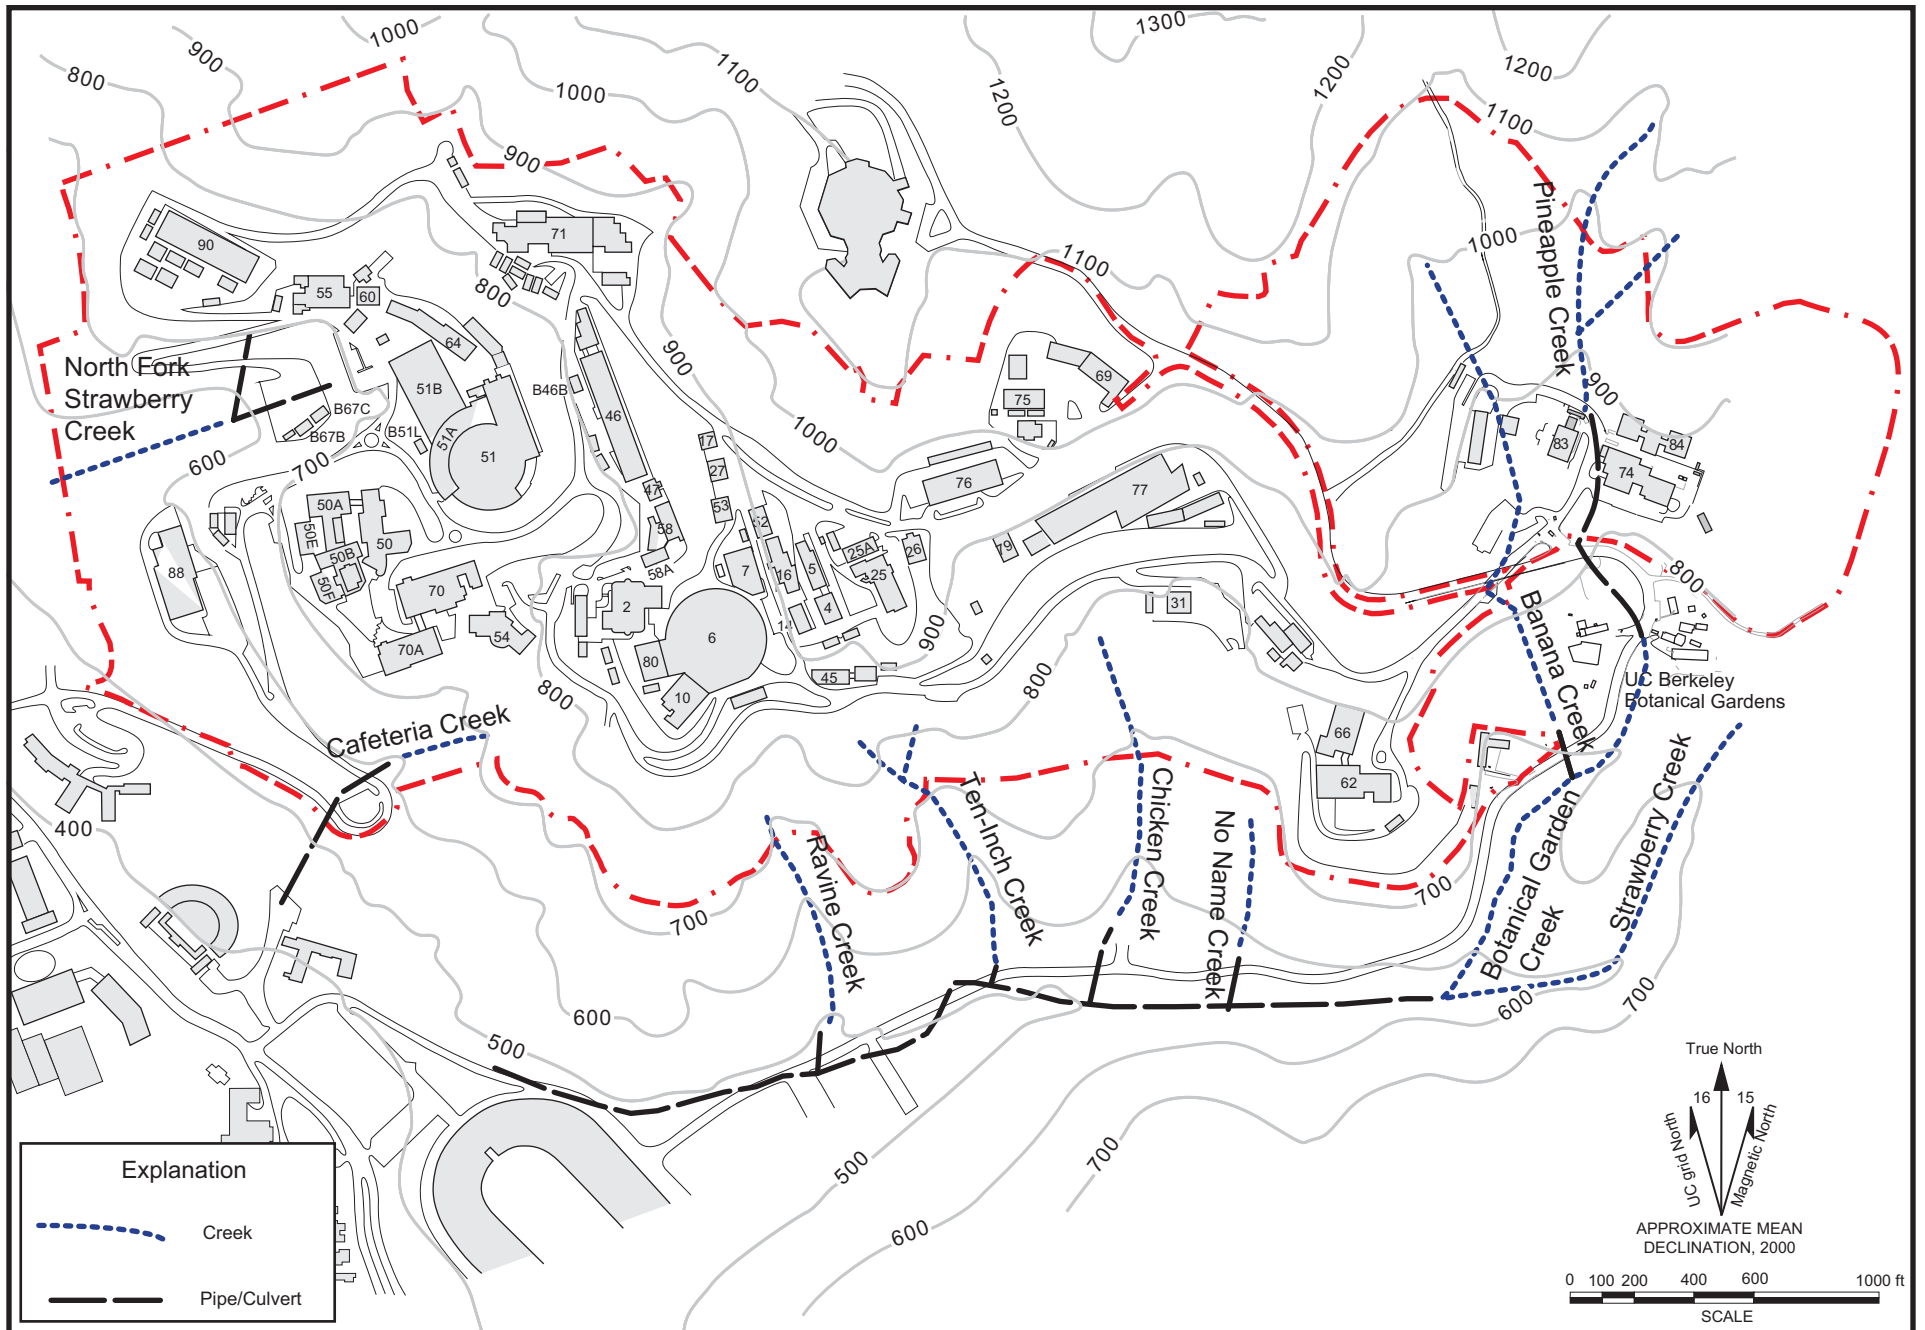 1000
900
800
1000
1100
1300
1200
1200
1200
1100
900
1000
1100
800
900
1000
900
800
600
700
900
800
800
700
700
600
600
700
400
500
500
600
700
90
55
60
71
64
51B
51A
51
B46B
46
B67C
B67B
B51L
North Fork
Strawberry
Creek
Pineapple Creek
69
75
76
77
79
17
27
53
47
58
58A
52
7
16
5
25A
25
26
4
14
50A
50E
50B
50F
50
88
70
70A
54
2
6
80
10
45
31
66
62
83
84
74
Banana Creek
UC Berkeley
Botanical Gardens
Cafeteria Creek
Ravine Creek
Ten-Inch Creek
Chicken Creek
No Name Creek
Botanical Garden
Creek
Strawberry Creek
Explanation
Creek
Pipe/Culvert
True North
16
15
UC grid North
Magnetic North
APPROXIMATE MEAN
DECLINATION, 2000
0 100 200 400 600 1000 ft
SCALE